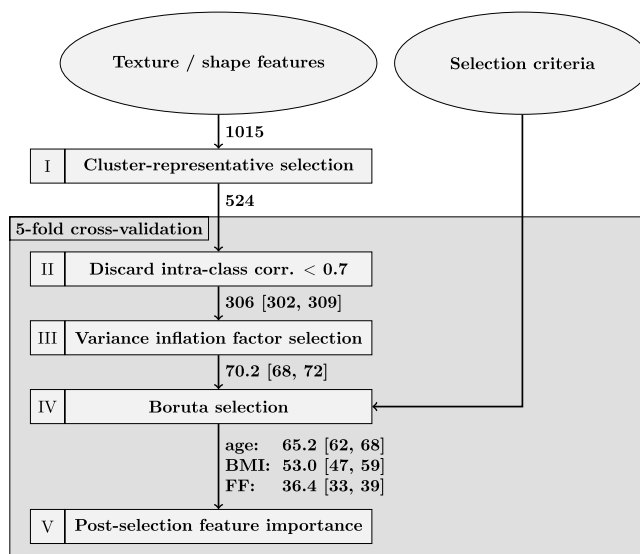 Texture / shape features
Selection criteria
1015
I Cluster-representative selection
524
5-fold cross-validation
II Discard intra-class corr. < 0.7
306 [302, 309]
III Variance inflation factor selection
70.2 [68, 72]
IV Boruta selection
age: 65.2 [62, 68]
BMI: 53.0 [47, 59]
FF: 36.4 [33, 39]
V Post-selection feature importance